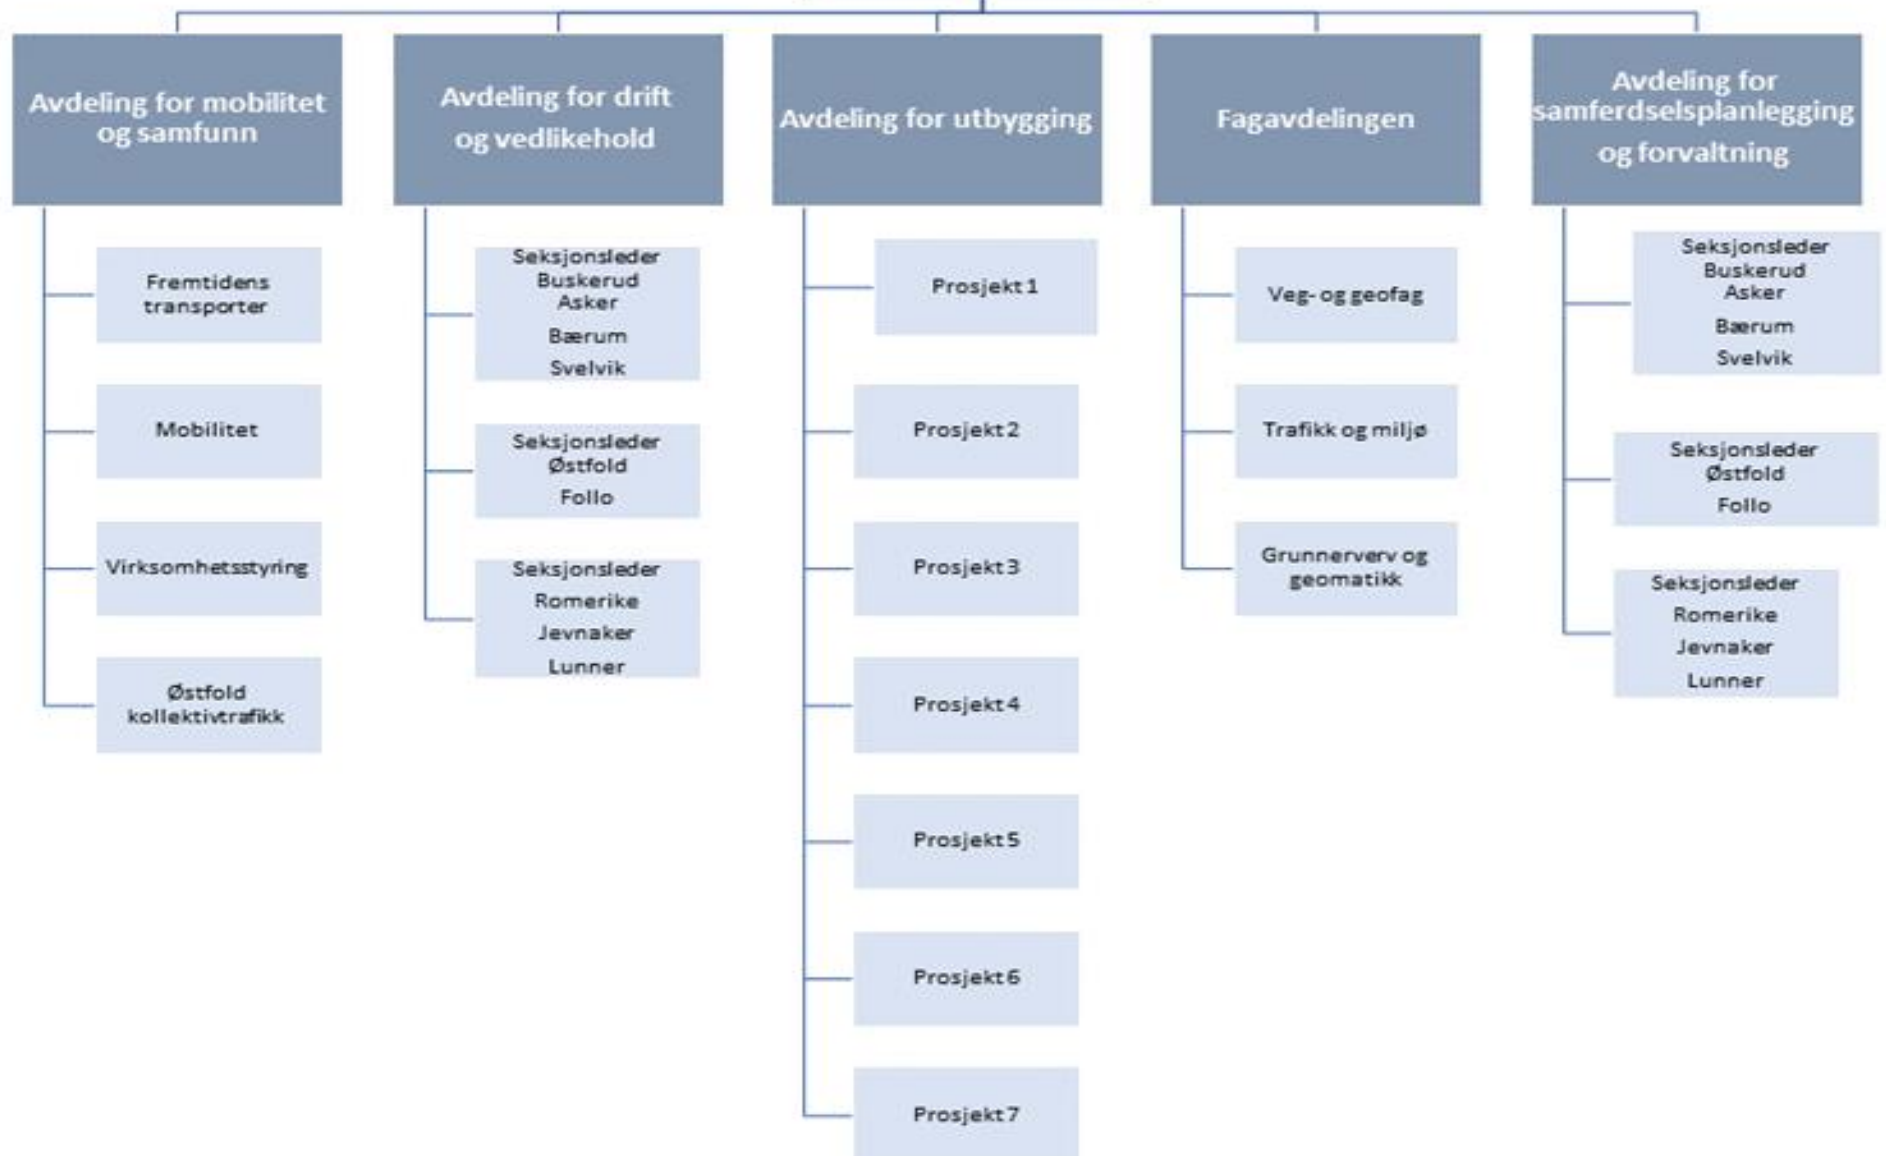 Avdeling for mobilitet
og samfunn
Fremtidens
transporter
Mobilitet
Virksomhetsstyring
Østfold
kollektivtrafikk
Avdeling for drift
og vedlikehold
Seksjonsleder
Buskerud
Asker
Bærum
Svelvik
Seksjonsleder
Østfold
Follo
Seksjonsleder
Romerike
Jevnaker
Lunner
Avdeling for utbygging
Prosjekt 1
Prosjekt 2
Prosjekt 3
Prosjekt 4
Prosjekt 5
Prosjekt 6
Prosjekt 7
Fagavdelingen
Veg- og geofag
Trafikk og miljø
Grunnerverv og
geomatikk
Avdeling for
samferdselsplanlegging
og forvaltning
Seksjonsleder
Buskerud
Asker
Bærum
Svelvik
Seksjonsleder
Østfold
Follo
Seksjonsleder
Romerike
Jevnaker
Lunner